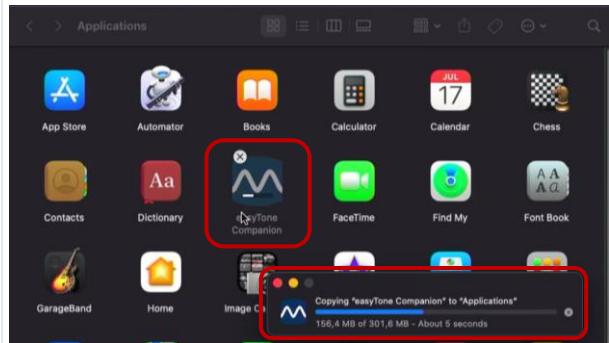 Applications
JUL
17
App Store
Automator
Books
Calculator
Calendar
Chess
Aa
A A
A a
Contacts
Dictionary
easyTone
Companion
FaceTime
Find My
Font Book
Copying "easyTone Companion" to "Applications"
156,4 MB of 301,6 MB - About 5 seconds
GarageBand
Home
Image